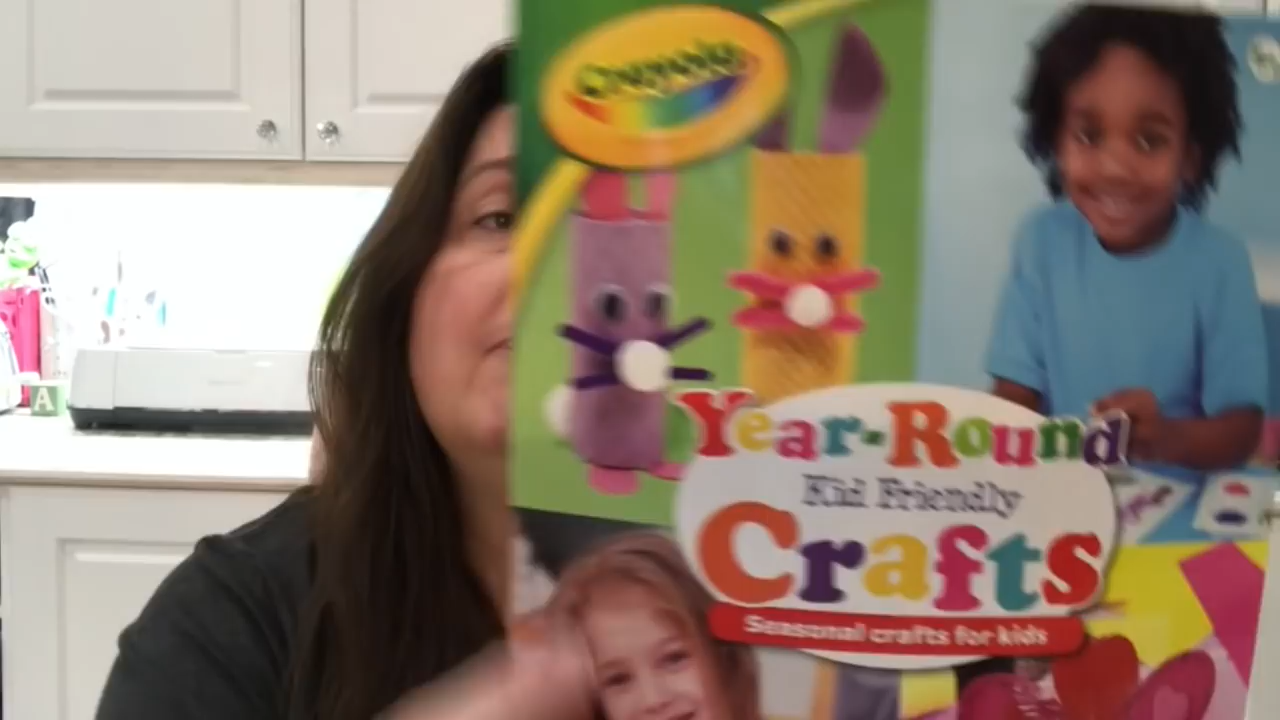 Crayola
Year-Round
Kid Friendly
Crafts
Seasonal crafts for kids
A